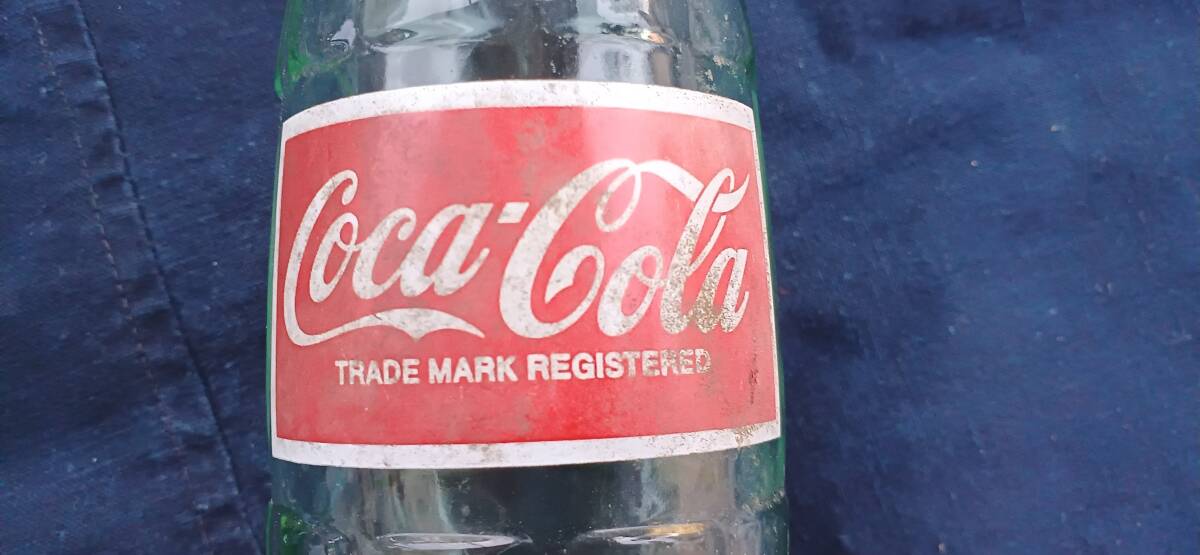 Coca-Cola
TRADE MARK REGISTERED